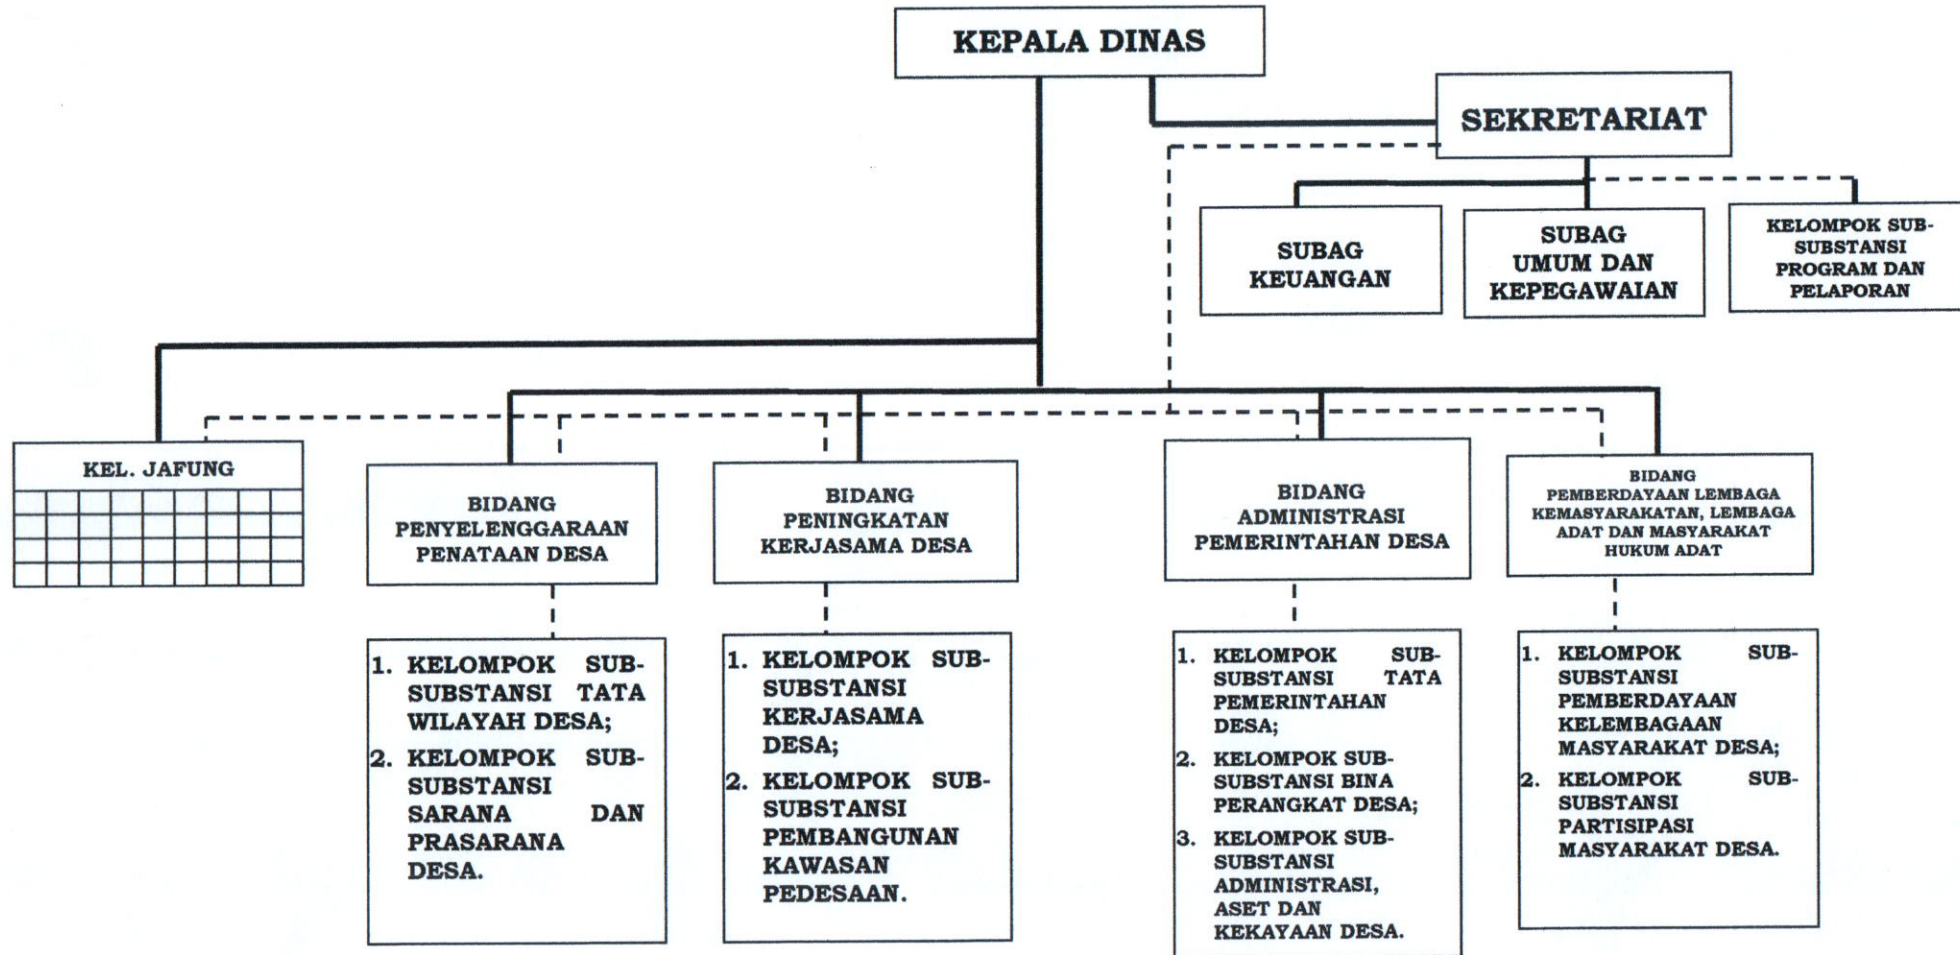 KEPALA DINAS
SEKRETARIAT
SUBAG
KEUANGAN
SUBAG
UMUM DAN
KEPEGAWAIAN
KELOMPOK SUB-
SUBSTANSI
PROGRAM DAN
PELAPORAN
KEL. JAFUNG
BIDANG
PENYELENGGARAAN
PENATAAN DESA
BIDANG
PENINGKATAN
KERJASAMA DESA
BIDANG
ADMINISTRASI
PEMERINTAHAN DESA
BIDANG
PEMBERDAYAAN LEMBAGA
KEMASYARAKATAN, LEMBAGA
ADAT DAN MASYARAKAT
HUKUM ADAT
1. KELOMPOK SUB-
SUBSTANSI TATA
WILAYAH DESA;
2. KELOMPOK SUB-
SUBSTANSI
SARANA DAN
PRASARANA
DESA.
1. KELOMPOK SUB-
SUBSTANSI
KERJASAMA
DESA;
2. KELOMPOK SUB-
SUBSTANSI
PEMBANGUNAN
KAWASAN
PEDESAAN.
1. KELOMPOK SUB-
SUBSTANSI TATA
PEMERINTAHAN
DESA;
2. KELOMPOK SUB-
SUBSTANSI BINA
PERANGKAT DESA;
3. KELOMPOK SUB-
SUBSTANSI
ADMINISTRASI,
ASET DAN
KEKAYAAN DESA.
1. KELOMPOK SUB-
SUBSTANSI
PEMBERDAYAAN
KELEMBAGAAN
MASYARAKAT DESA;
2. KELOMPOK SUB-
SUBSTANSI
PARTISIPASI
MASYARAKAT DESA.